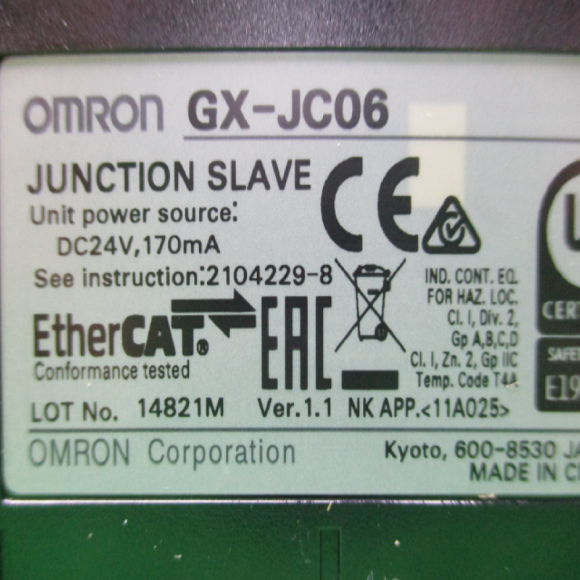 OMRON GX-JC06
JUNCTION SLAVE
Unit power source:
DC24V,170mA
See instruction:2104229-8
CE
IND. CONT. EQ.
FOR HAZ. LOC.
Cl. I, Div. 2,
Gp A,B,C,D
Cl. I, Zn. 2, Gp IIC
Temp. Code T4A
EtherCAT®
Conformance tested
EAC
LOT No. 14821M Ver.1.1 NK APP.<11A025>
OMRON Corporation
Kyoto, 600-8530
MADE IN